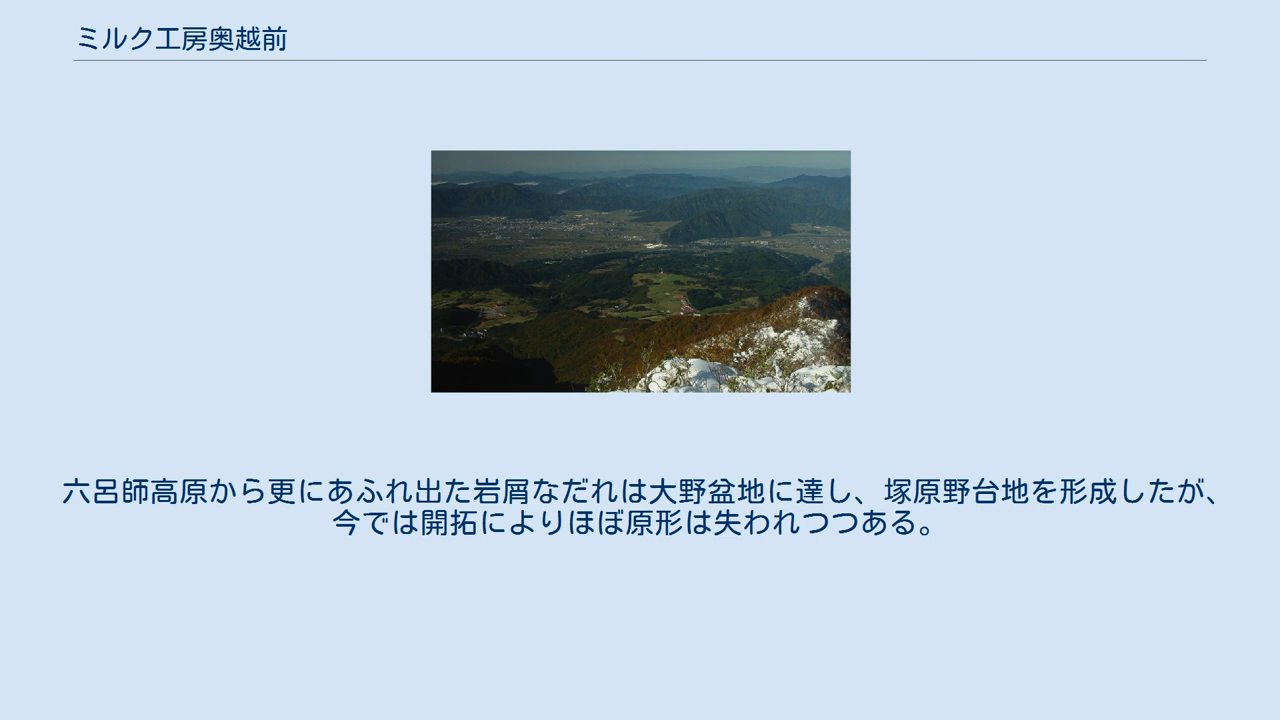 ミルク工房奥越前
六呂師高原から更にあふれ出た岩屑なだれは大野盆地に達し、塚原野台地を形成したが、
今では開拓によりほぼ原形は失われつつある。